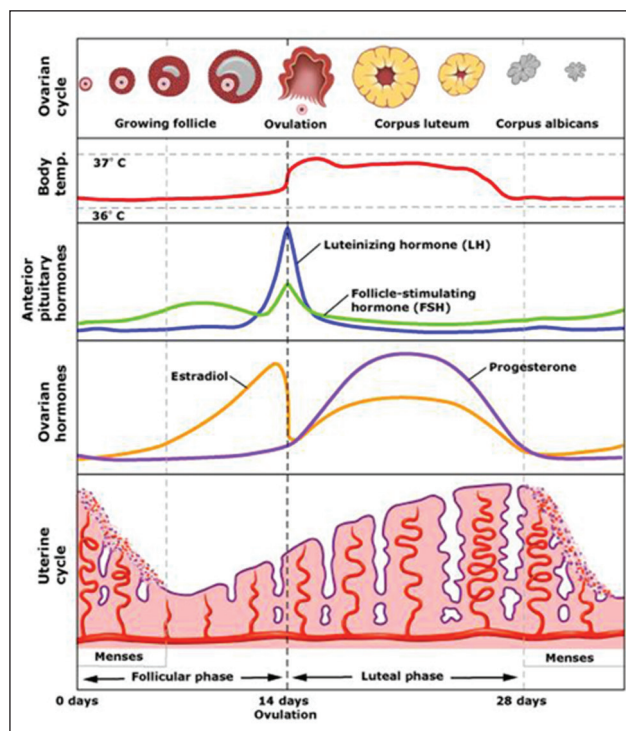 Ovarian
cycle
Growing follicle
Ovulation
Corpus luteum
Corpus albicans
Body
temp.
37° C
36° C
Anterior
pituitary
hormones
Luteinizing hormone (LH)
Follicle-stimulating
hormone (FSH)
Ovarian
hormones
Estradiol
Progesterone
Uterine
cycle
Menses
Menses
Follicular phase
Luteal phase
0 days
14 days
28 days
Ovulation